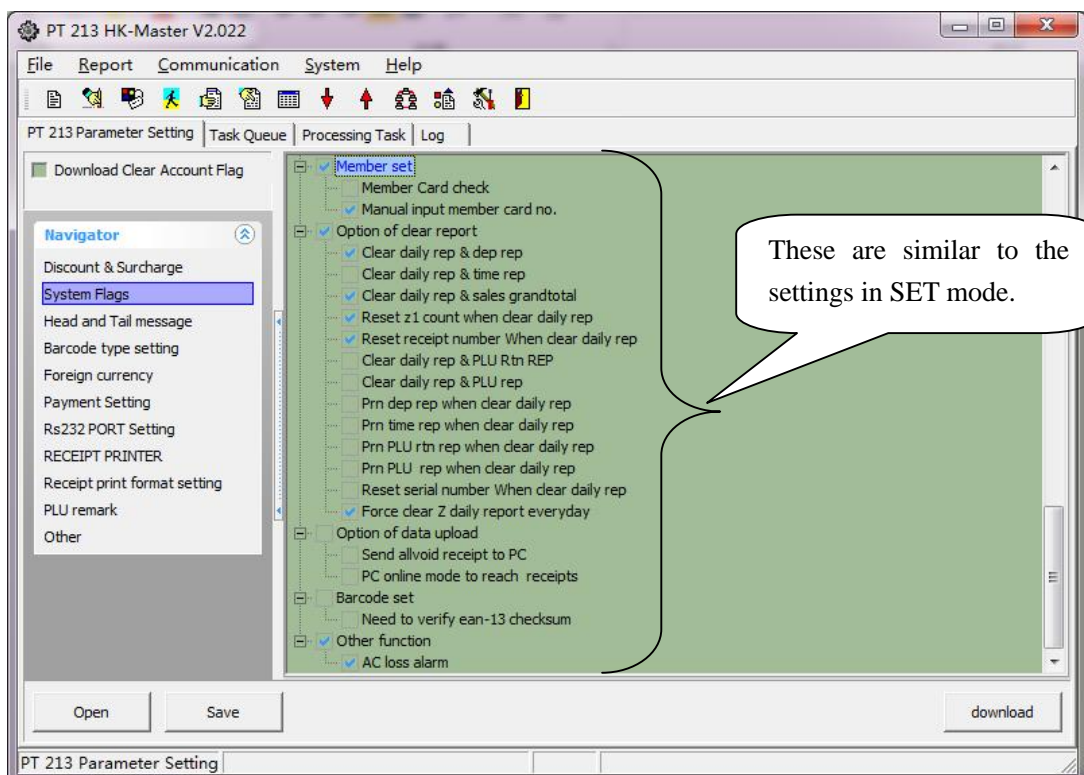 PT 213 HK-Master V2.022
File Report Communication System Help
PT 213 Parameter Setting Task Queue Processing Task Log
Download Clear Account Flag
Navigator
Discount & Surcharge
System Flags
Head and Tail message
Barcode type setting
Foreign currency
Payment Setting
Rs232 PORT Setting
RECEIPT PRINTER
Receipt print format setting
PLU remark
Other
Member set
Member Card check
Manual input member card no.
Option of clear report
Clear daily rep & dep rep
Clear daily rep & time rep
Clear daily rep & sales grandtotal
Reset z1 count when clear daily rep
Reset receipt number When clear daily rep
Clear daily rep & PLU Rtn REP
Clear daily rep & PLU rep
Prn dep rep when clear daily rep
Prn time rep when clear daily rep
Prn PLU rtn rep when clear daily rep
Prn PLU rep when clear daily rep
Reset serial number When clear daily rep
Force clear Z daily report everyday
Option of data upload
Send allvoid receipt to PC
PC online mode to reach receipts
Barcode set
Need to verify ean-13 checksum
Other function
AC loss alarm
These are similar to the
settings in SET mode.
Open Save download
PT 213 Parameter Setting